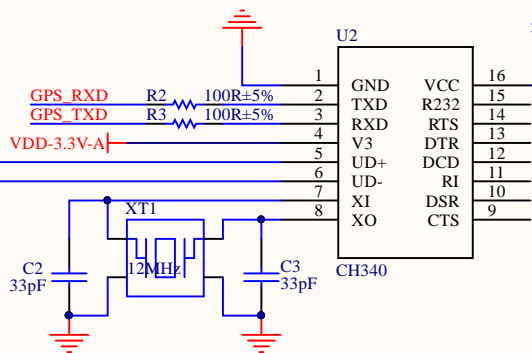 U2
1 GND VCC 16
GPS_RXD R2 100R±5% 2 TXD R232 15
GPS_TXD R3 100R±5% 3 RXD RTS 14
VDD-3.3V-A 4 V3 DTR 13
5 UD+ DCD 12
6 UD- RI 11
7 XI DSR 10
8 XO CTS 9
XT1
C2 33pF
12MHz
C3 33pF
CH340